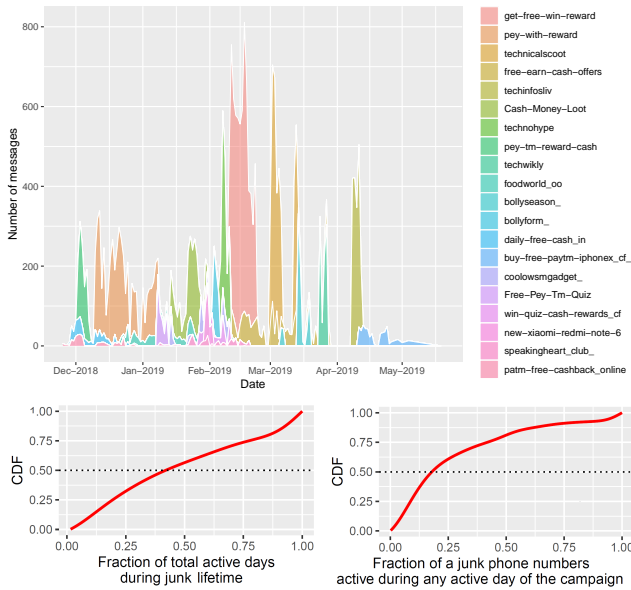 800
600
400
200
0
Number of messages
Dec−2018
Jan−2019
Feb−2019
Mar−2019
Apr−2019
May−2019
Date
get−free−win−reward
pey−with−reward
technicalscoot
free−earn−cash−offers
techinfosliv
Cash−Money−Loot
technohype
pey−tm−reward−cash
techwikly
foodworld_oo
bollyseason_
bollyform_
daily−free−cash_in
buy−free−paytm−iphonex_cf_
coolowsmgadget_
Free−Pey−Tm−Quiz
win−quiz−cash−rewards_cf
new−xiaomi−redmi−note−6
speakingheart_club_
patm−free−cashback_online
1.00
0.75
0.50
0.25
0.00
CDF
0.00
0.25
0.50
0.75
1.00
Fraction of total active days
during junk lifetime
1.00
0.75
0.50
0.25
0.00
CDF
0.00
0.25
0.50
0.75
1.00
Fraction of a junk phone numbers
active during any active day of the campaign